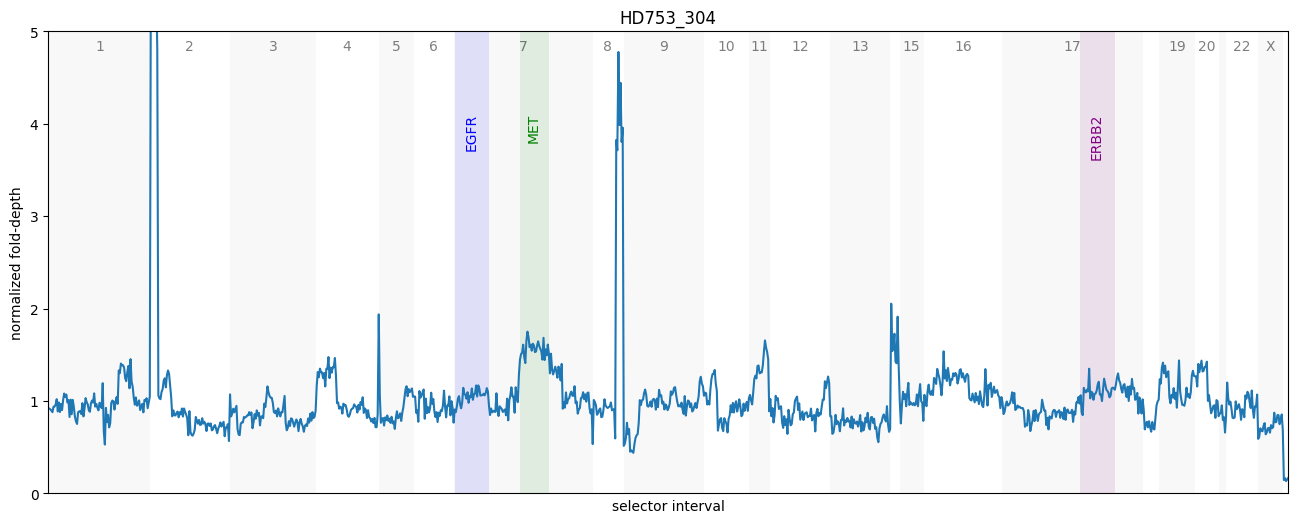 HD753_304
normalized fold-depth
5
4
3
2
1
0
1 2 3 4 5 6 7 8 9 10 11 12 13 15 16 17 19 20 22 X
EGFR
MET
ERBB2
selector interval